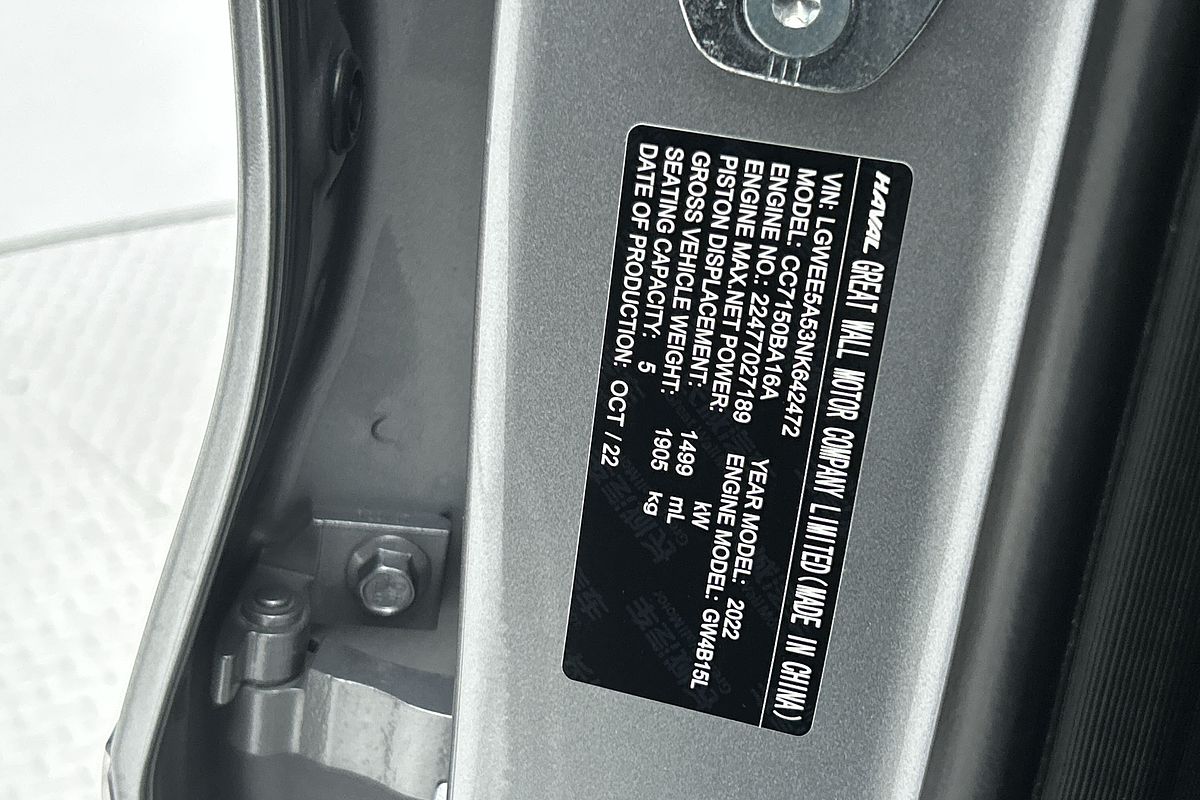 HAVAL GREAT WALL MOTOR COMPANY LIMITED(MADE IN CHINA)
VIN: LGWEE5A53NK642472
MODEL: CC7150BA16A YEAR MODEL: 2022
ENGINE NO.: 22477027189 ENGINE MODEL: GW4B15L
ENGINE MAX.NET POWER: kW
PISTON DISPLACEMENT: 1499 mL
GROSS VEHICLE WEIGHT: 1905 kg
SEATING CAPACITY: 5
DATE OF PRODUCTION: OCT / 22